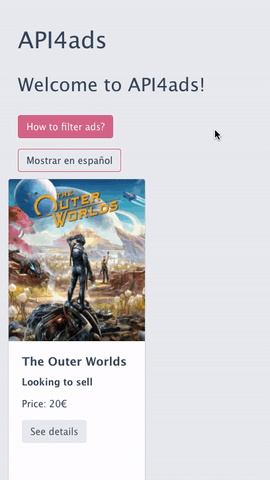 API4ads
Welcome to API4ads!
How to filter ads?
Mostrar en español
THE
OUTER
WORLDS
The Outer Worlds
Looking to sell
Price: 20€
See details